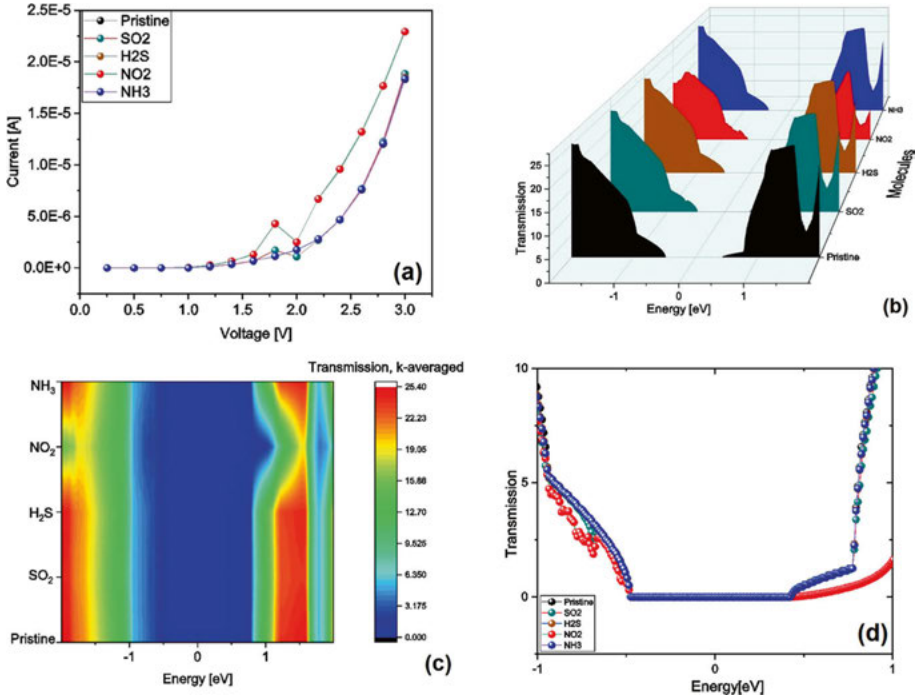 (a)
Pristine
SO2
H2S
NO2
NH3
Current [A]
2.5E-5
2.0E-5
1.5E-5
1.0E-5
5.0E-6
0.0E+0
0.0 0.5 1.0 1.5 2.0 2.5 3.0
Voltage [V]
(b)
Transmission
25
20
15
10
5
0
-1 0 1
Energy [eV]
NH3
NO2
H2S
SO2
Pristine
Molecules
(c)
Transmission, k-averaged
NH3
NO2
H2S
SO2
Pristine
-1 0 1
Energy [eV]
25.40
22.23
19.05
15.88
12.70
9.525
6.350
3.175
0.000
(d)
Transmission
10
5
0
Pristine
SO2
H2S
NO2
NH3
-1 0 1
Energy[eV]